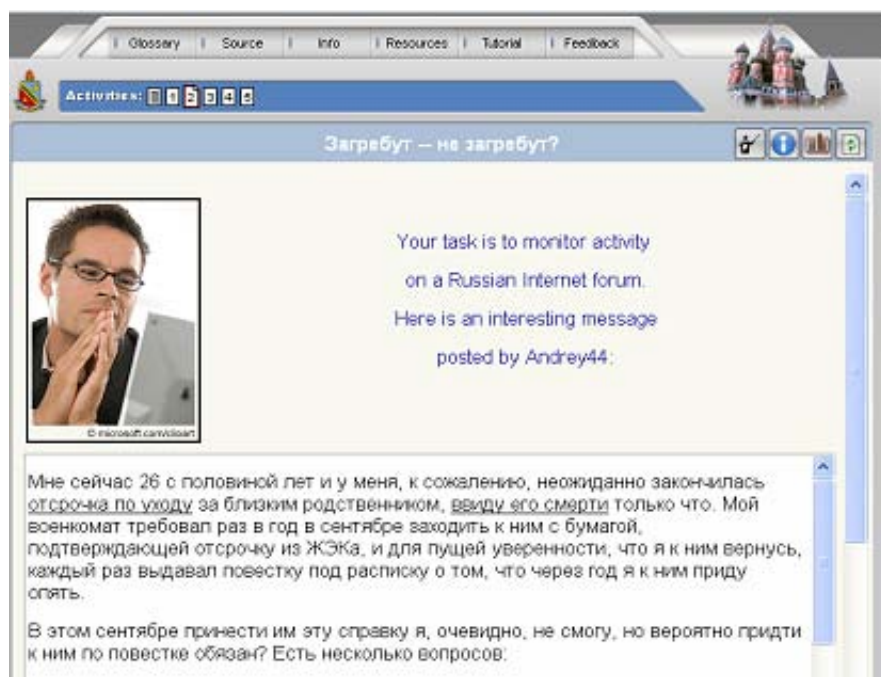 Glossary Source Info Resources Tutorial Feedback
Activities: 1 2 3 4 5
Загребут -- не загребут?
Your task is to monitor activity
on a Russian Internet forum.
Here is an interesting message
posted by Andrey44:
© microsoft.com/clipart
Мне сейчас 26 с половиной лет и у меня, к сожалению, неожиданно закончилась
отсрочка по уходу за близким родственником, ввиду его смерти только что. Мой
военкомат требовал раз в год в сентябре заходить к ним с бумагой,
подтверждающей отсрочку из ЖЭКа, и для пущей уверенности, что я к ним вернусь,
каждый раз выдавал повестку под расписку о том, что через год я к ним приду
опять.
В этом сентябре принести им эту справку я, очевидно, не смогу, но вероятно придти
к ним по повестке обязан? Есть несколько вопросов: